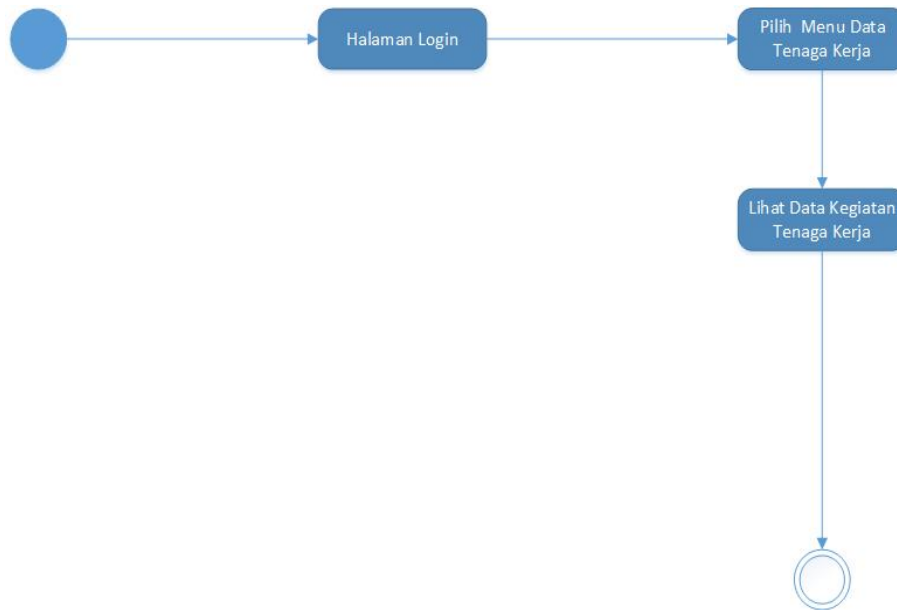 Halaman Login
Pilih Menu Data
Tenaga Kerja
Lihat Data Kegiatan
Tenaga Kerja